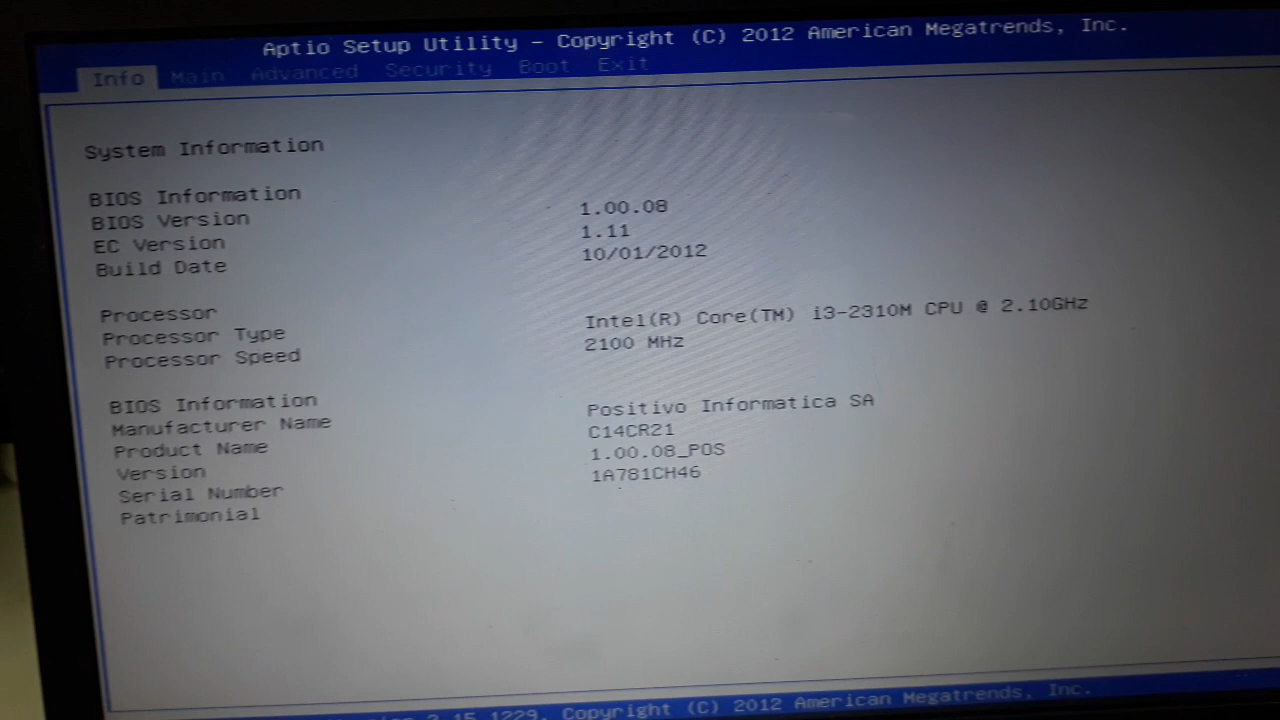 Aptio Setup Utility - Copyright (C) 2012 American Megatrends, Inc.
Info Main Advanced Security Boot Exit
System Information
BIOS Information
BIOS Version 1.00.08
EC Version 1.11
Build Date 10/01/2012
Processor
Processor Type Intel(R) Core(TM) i3-2310M CPU @ 2.10GHz
Processor Speed 2100 MHz
BIOS Information
Manufacturer Name Positivo Informatica SA
Product Name C14CR21
Version 1.00.08_POS
Serial Number 1A781CH46
Patrimonial
2.15.1229. Copyright (C) 2012 American Megatrends, Inc.